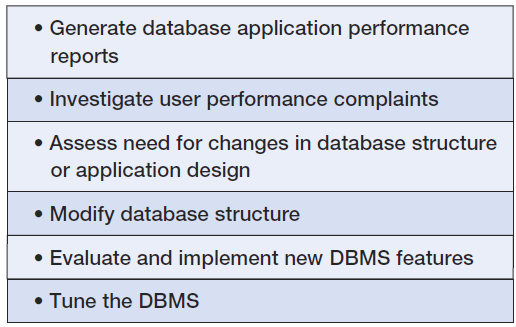 • Generate database application performance
reports
• Investigate user performance complaints
• Assess need for changes in database structure
or application design
• Modify database structure
• Evaluate and implement new DBMS features
• Tune the DBMS